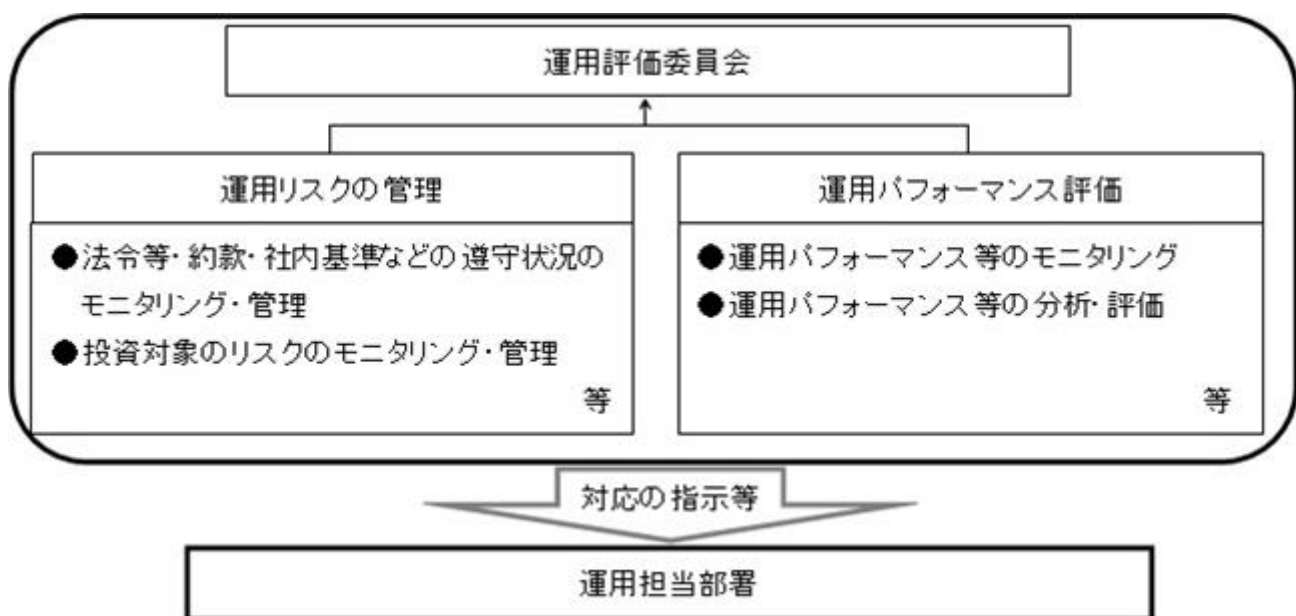 運用評価委員会
運用リスクの管理
●法令等・約款・社内基準などの遵守状況の
モニタリング・管理
●投資対象のリスクのモニタリング・管理
等
運用パフォーマンス評価
●運用パフォーマンス等のモニタリング
●運用パフォーマンス等の分析・評価
等
対応の指示等
運用担当部署